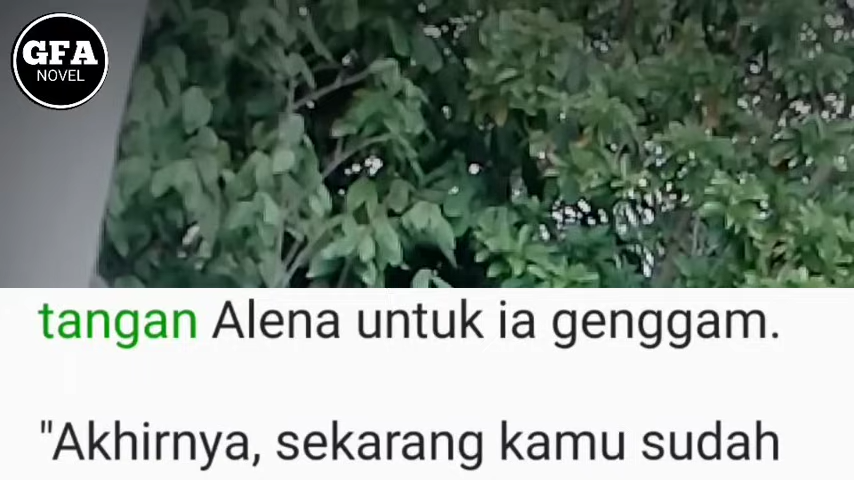 GFA
NOVEL
tangan Alena untuk ia genggam.
"Akhirnya, sekarang kamu sudah